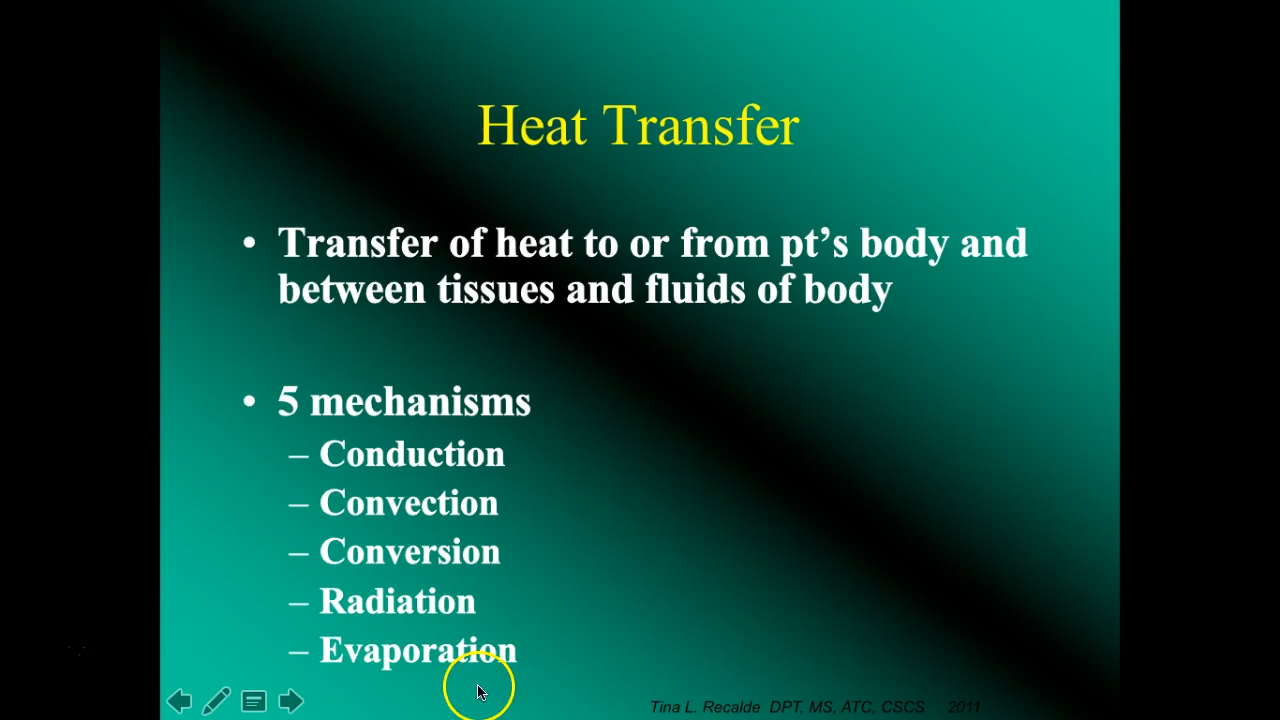 Heat Transfer
• Transfer of heat to or from pt’s body and
between tissues and fluids of body
• 5 mechanisms
– Conduction
– Convection
– Conversion
– Radiation
– Evaporation
Tina L. Recalde DPT, MS, ATC, CSCS 2011